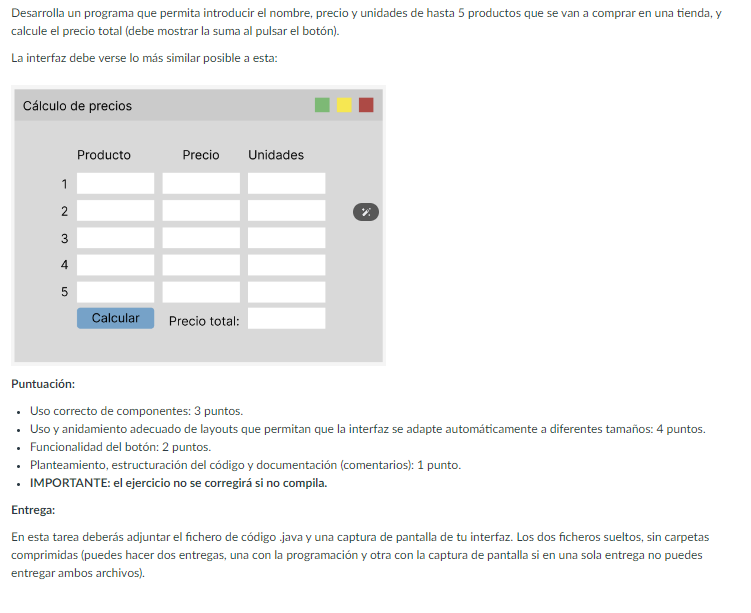 Desarrolla un programa que permita introducir el nombre, precio y unidades de hasta 5 productos que se van a comprar en una tienda, y
calcule el precio total (debe mostrar la suma al pulsar el botón).
La interfaz debe verse lo más similar posible a esta:
Cálculo de precios
Producto Precio Unidades
1
2
3
4
5
Calcular Precio total:
Puntuación:
• Uso correcto de componentes: 3 puntos.
• Uso y anidamiento adecuado de layouts que permitan que la interfaz se adapte automáticamente a diferentes tamaños: 4 puntos.
• Funcionalidad del botón: 2 puntos.
• Planteamiento, estructuración del código y documentación (comentarios): 1 punto.
• IMPORTANTE: el ejercicio no se corregirá si no compila.
Entrega:
En esta tarea deberás adjuntar el fichero de código .java y una captura de pantalla de tu interfaz. Los dos ficheros sueltos, sin carpetas
comprimidas (puedes hacer dos entregas, una con la programación y otra con la captura de pantalla si en una sola entrega no puedes
entregar ambos archivos).